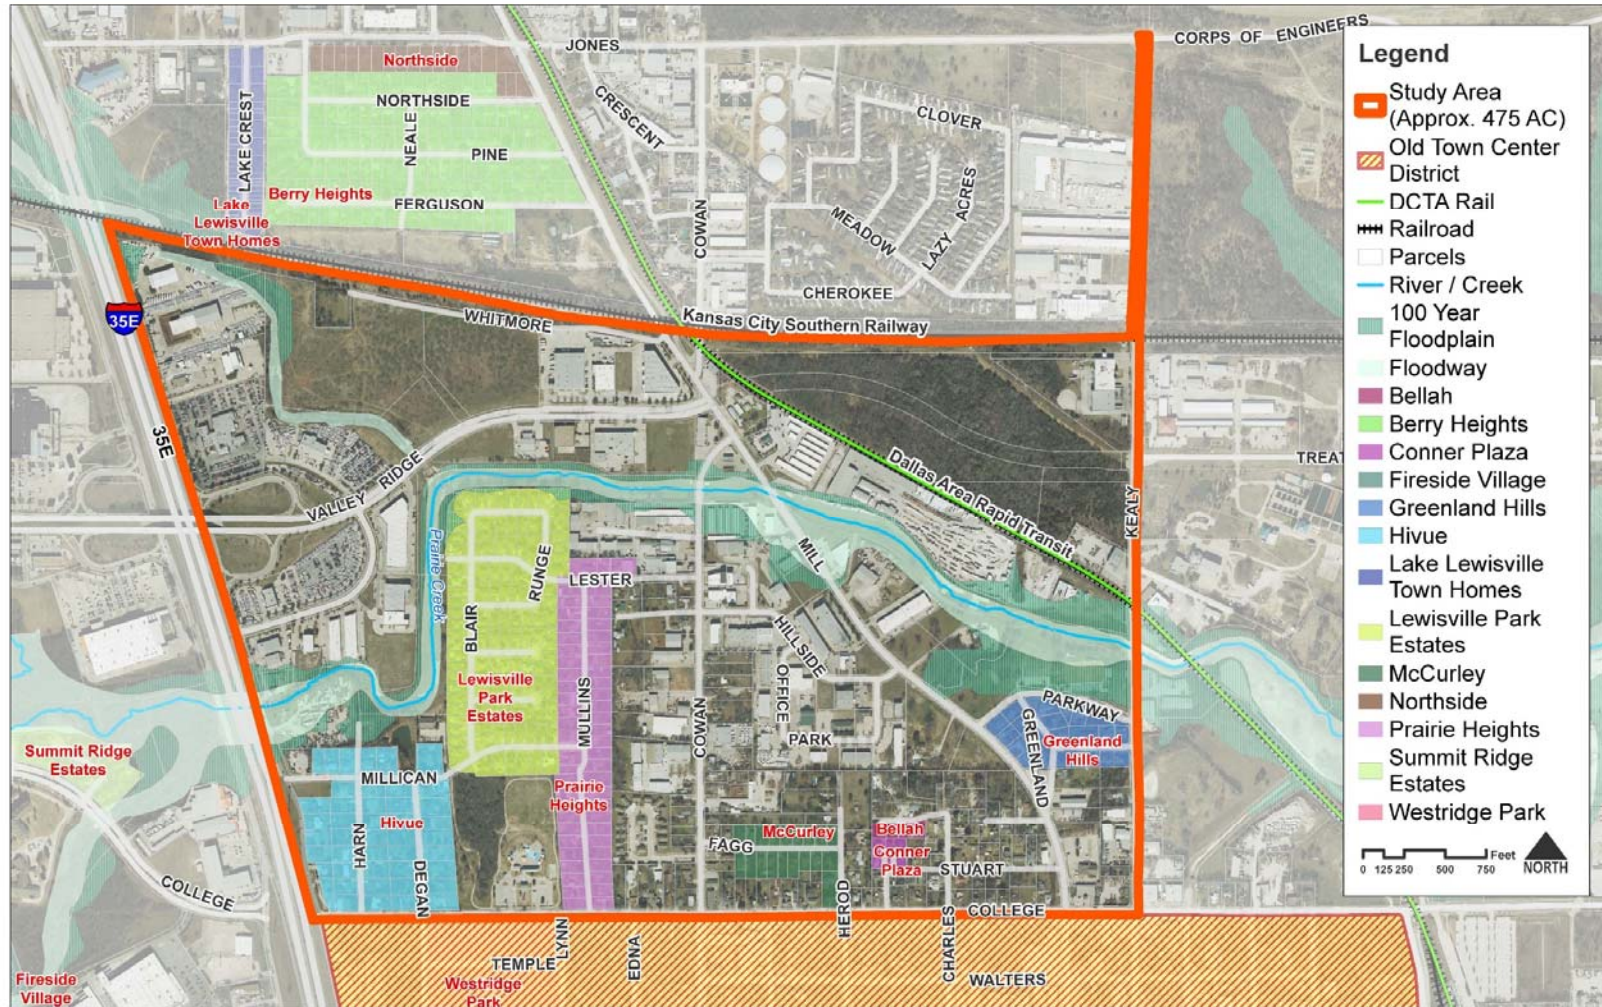 JONES
CORPS OF ENGINEERS
Northside
NORTHSIDE
LAKE CREST
NEALE
PINE
Berry Heights
FERGUSON
Lake
Lewisville
Town Homes
CRESCENT
COWAN
CLOVER
MEADOW
LAZY ACRES
CHEROKEE
Kansas City Southern Railway
WHITMORE
35E
35E
VALLEY RIDGE
Prairie Creek
Dallas Area Rapid Transit
KEALY
TREAT
MILL
RUNGE
LESTER
BLAIR
Lewisville
Park
Estates
MULLINS
HILLSIDE
OFFICE
PARK
COWAN
PARKWAY
GREENLAND
Greenland
Hills
Summit Ridge
Estates
MILLICAN
Hivue
HARN
DEGAN
Prairie
Heights
COLLEGE
FAGG
McCurley
Bellah
Conner
Plaza
STUART
HEROD
CHARLES
COLLEGE
LYNN
TEMPLE
EDNA
WALTERS
Westridge
Park
Fireside
Village
Legend
Study Area
(Approx. 475 AC)
Old Town Center
District
DCTA Rail
Railroad
Parcels
River / Creek
100 Year
Floodplain
Floodway
Bellah
Berry Heights
Conner Plaza
Fireside Village
Greenland Hills
Hivue
Lake Lewisville
Town Homes
Lewisville Park
Estates
McCurley
Northside
Prairie Heights
Summit Ridge
Estates
Westridge Park
Feet
0 125 250 500 750
NORTH